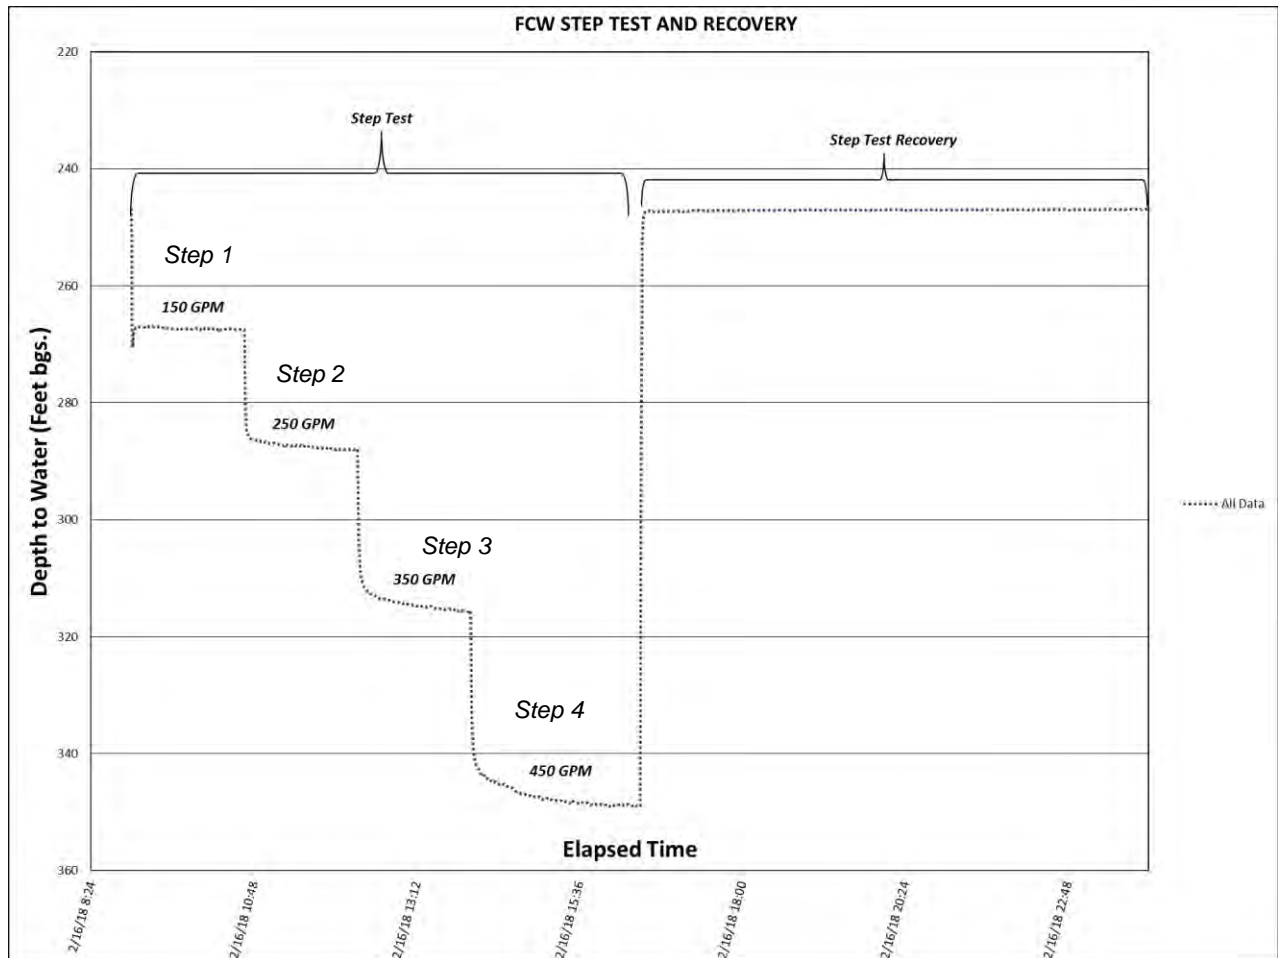 FCW STEP TEST AND RECOVERY
220
240
260
280
300
320
340
360
Depth to Water (Feet bgs.)
Step Test
Step Test Recovery
Step 1
150 GPM
Step 2
250 GPM
Step 3
350 GPM
Step 4
450 GPM
All Data
Elapsed Time
2/16/18 8:24
2/16/18 10:48
2/16/18 13:12
2/16/18 15:36
2/16/18 18:00
2/16/18 20:24
2/16/18 22:48